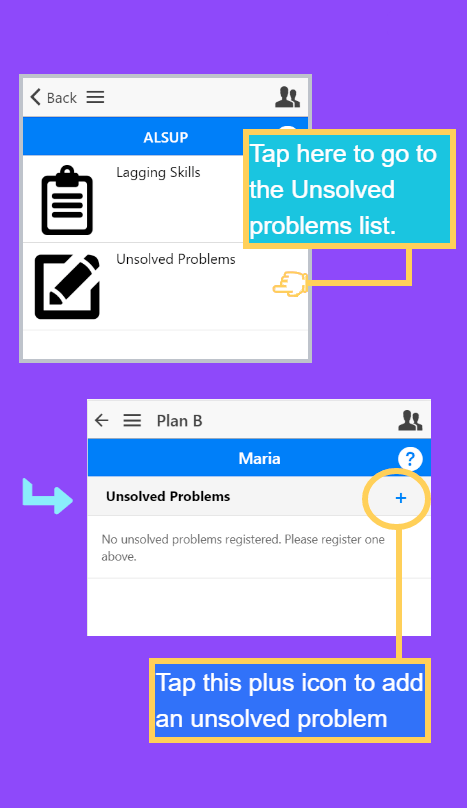 Back
ALSUP
Tap here to go to
the Unsolved
problems list.
Lagging Skills
Unsolved Problems
Plan B
Maria
?
Unsolved Problems
+
No unsolved problems registered. Please register one
above.
Tap this plus icon to add
an unsolved problem